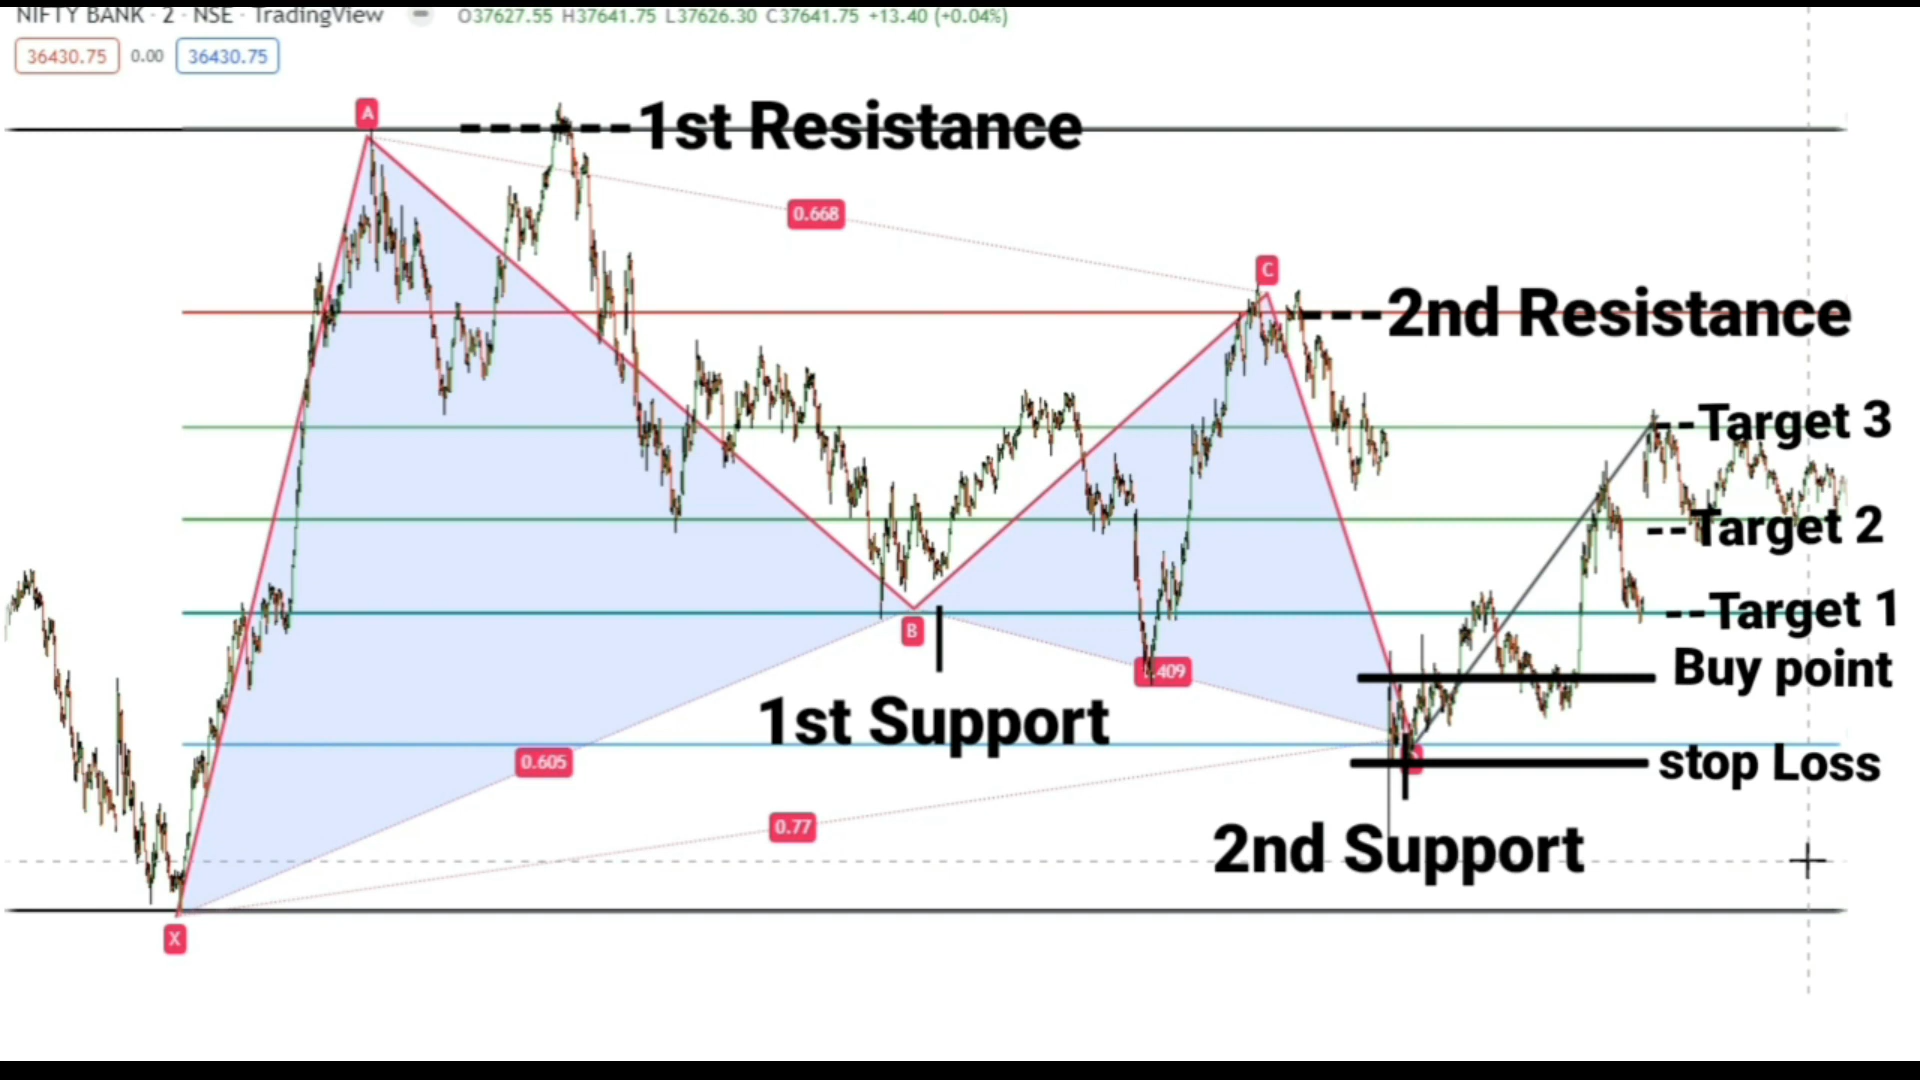 NIFTY BANK · 2 · NSE · TradingView
O37627.55 H37641.75 L37626.30 C37641.75 +13.40 (+0.04%)
36430.75 0.00 36430.75
A
-----1st Resistance
0.668
C
---2nd Resistance
--Target 3
--Target 2
--Target 1
B
Buy point
.409
1st Support
0.605
stop Loss
0.77
2nd Support
X